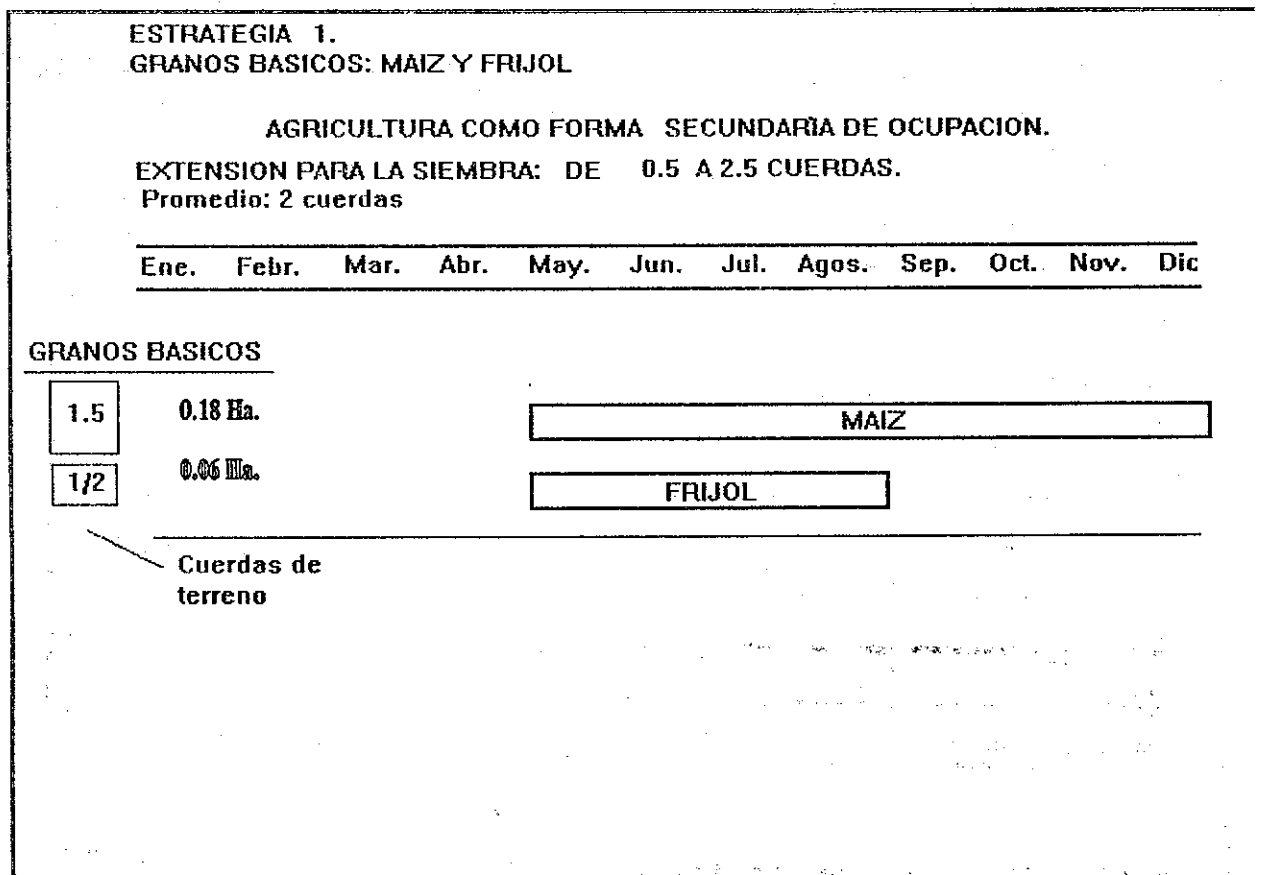 ESTRATEGIA 1.
GRANOS BASICOS: MAIZ Y FRIJOL
AGRICULTURA COMO FORMA SECUNDARIA DE OCUPACION.
EXTENSION PARA LA SIEMBRA: DE 0.5 A 2.5 CUERDAS.
Promedio: 2 cuerdas
Ene. Febr. Mar. Abr. May. Jun. Jul. Agos. Sep. Oct. Nov. Dic
GRANOS BASICOS
1.5 0.18 Ha. MAIZ
1/2 0.06 Ha. FRIJOL
Cuerdas de
terreno